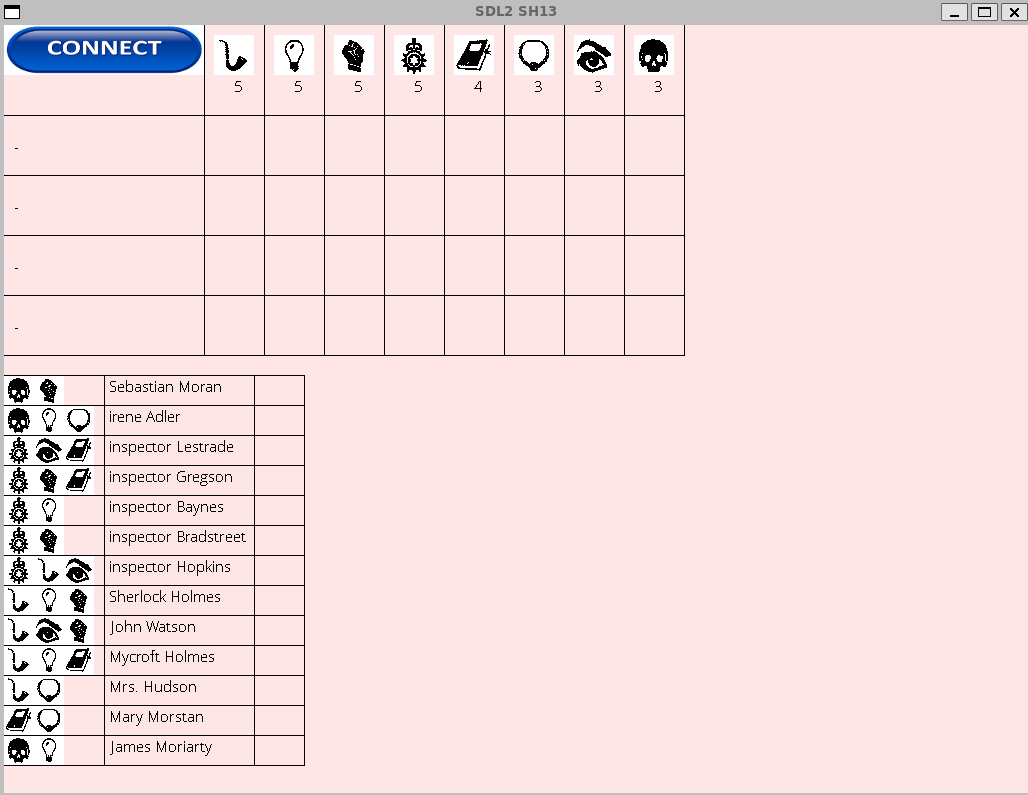 SDL2 SH13
CONNECT
5 5 5 5 4 3 3 3
-
-
-
-
Sebastian Moran
irene Adler
inspector Lestrade
inspector Gregson
inspector Baynes
inspector Bradstreet
inspector Hopkins
Sherlock Holmes
John Watson
Mycroft Holmes
Mrs. Hudson
Mary Morstan
James Moriarty